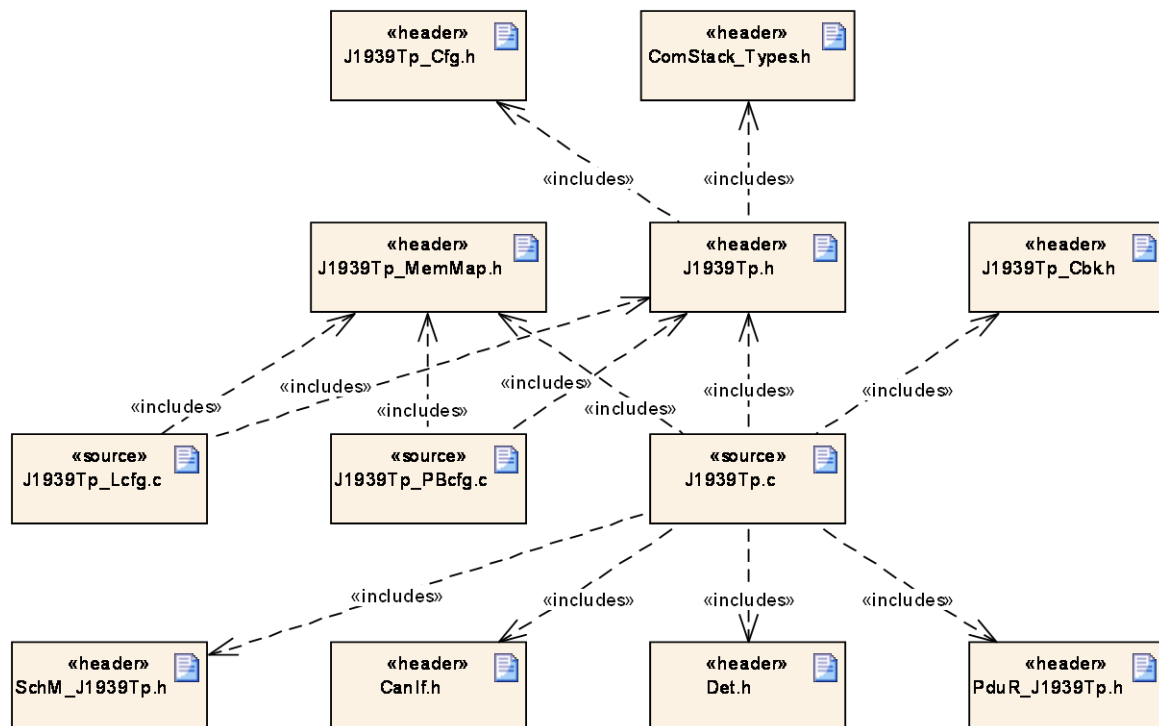 «header»
J1939Tp_Cfg.h
«header»
ComStack_Types.h
«includes»
«includes»
«header»
J1939Tp_MemMap.h
«header»
J1939Tp.h
«header»
J1939Tp_Cbk.h
«includes»
«includes»
«includes»
«includes»
«includes»
«includes»
«includes»
«source»
J1939Tp_Lcfg.c
«source»
J1939Tp_PBcfg.c
«source»
J1939Tp.c
«includes»
«includes»
«includes»
«includes»
«header»
SchM_J1939Tp.h
«header»
CanIf.h
«header»
Det.h
«header»
PduR_J1939Tp.h